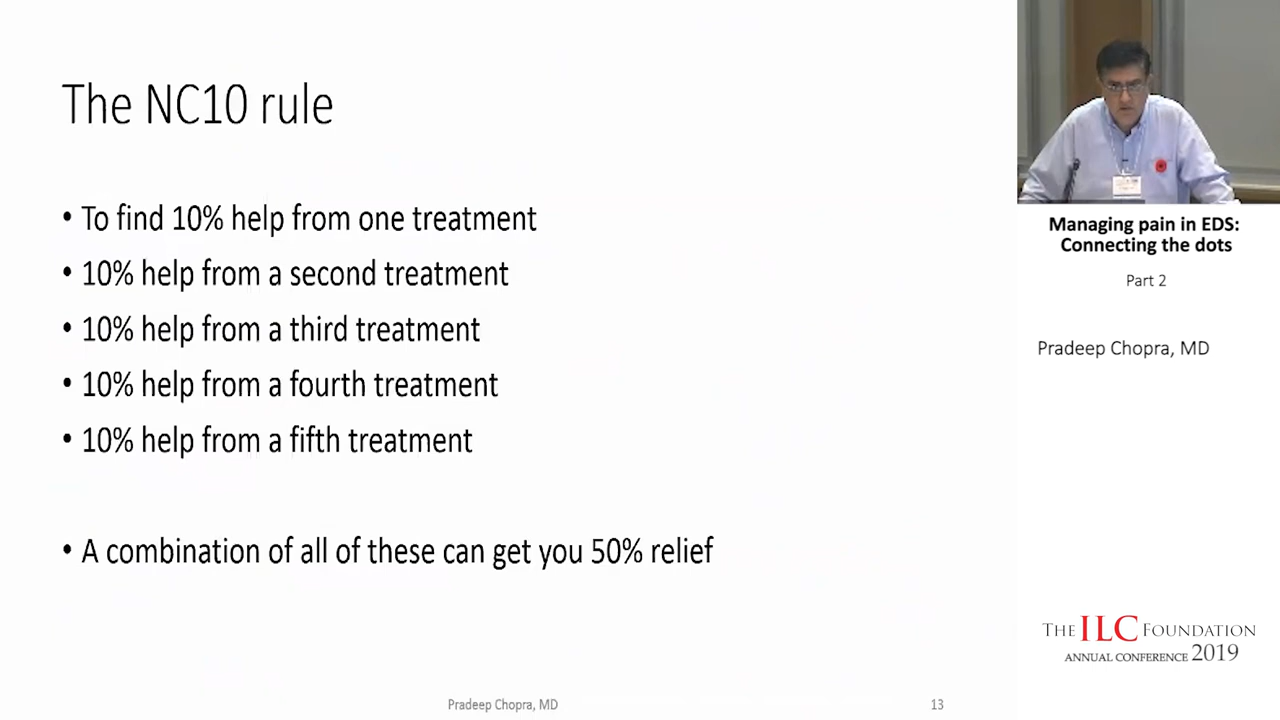 The NC10 rule
• To find 10% help from one treatment
• 10% help from a second treatment
• 10% help from a third treatment
• 10% help from a fourth treatment
• 10% help from a fifth treatment
• A combination of all of these can get you 50% relief
Pradeep Chopra, MD
13
Managing pain in EDS:
Connecting the dots
Part 2
Pradeep Chopra, MD
THE ILC FOUNDATION
ANNUAL CONFERENCE 2019